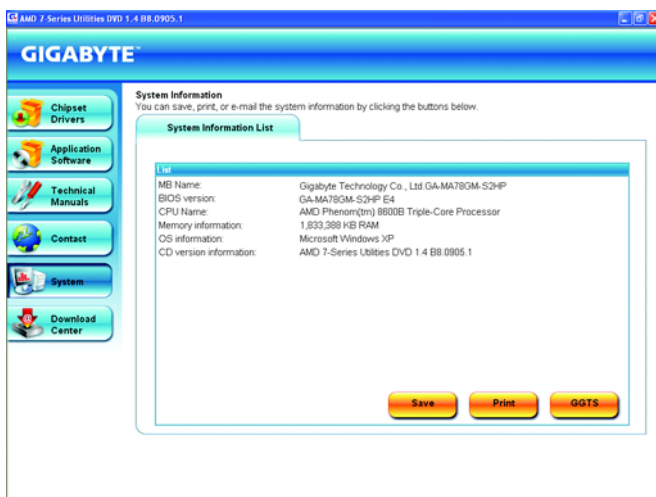 AMD 7-Series Utilities DVD 1.4 B8.0905.1
GIGABYTE™
Chipset
Drivers
Application
Software
Technical
Manuals
Contact
System
Download
Center
System Information
You can save, print, or e-mail the system information by clicking the buttons below.
System Information List
List
MB Name: Gigabyte Technology Co., Ltd.GA-MA78GM-S2HP
BIOS version: GA-MA78GM-S2HP E4
CPU Name: AMD Phenom(tm) 8600B Triple-Core Processor
Memory information: 1,833,388 KB RAM
OS information: Microsoft Windows XP
CD version information: AMD 7-Series Utilities DVD 1.4 B8.0905.1
Save Print GGTS